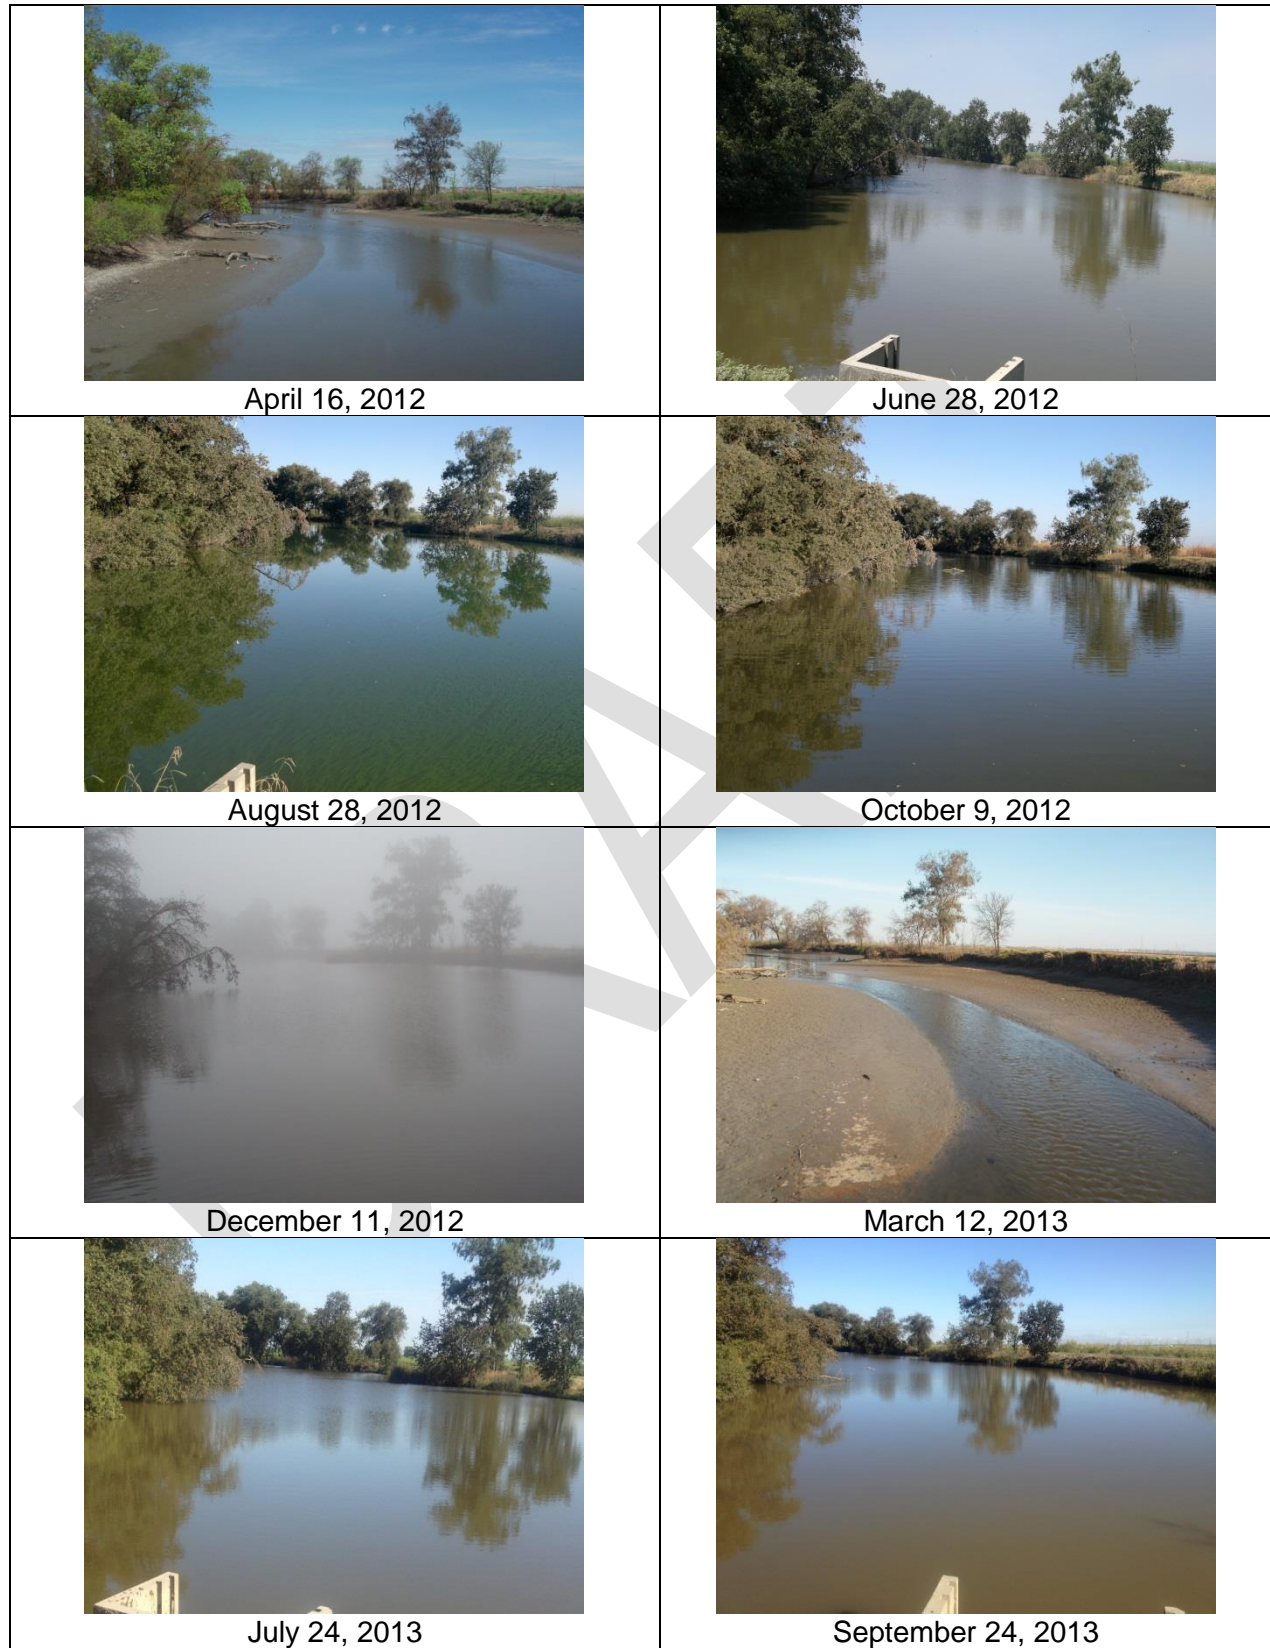 April 16, 2012
June 28, 2012
August 28, 2012
October 9, 2012
December 11, 2012
March 12, 2013
July 24, 2013
September 24, 2013
DRAFT